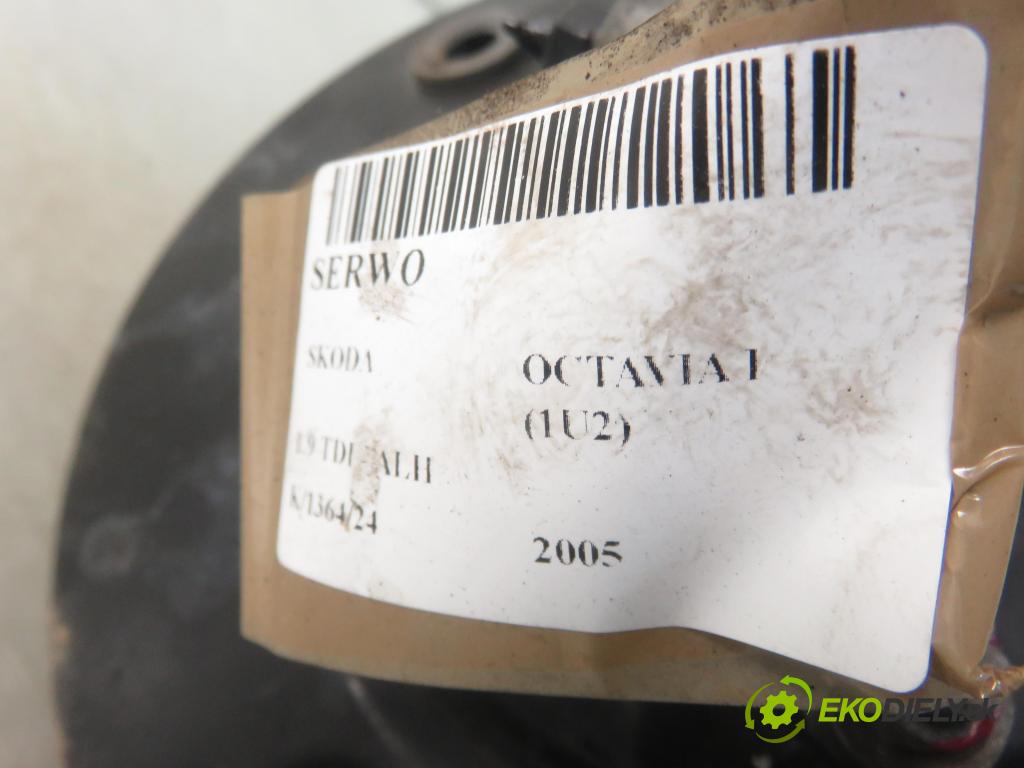 SERWO
SKODA
OCTAVIA I
(1U2)
1.9 TDI ALH
K/1364/24
2005
EKODIELY.sk